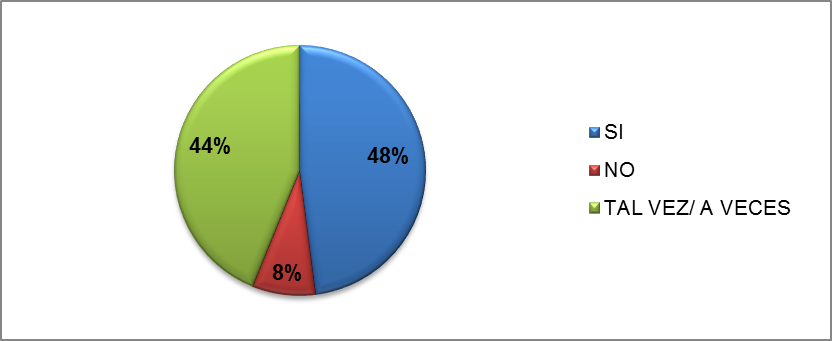 44%
48%
8%
SI
NO
TAL VEZ/ A VECES